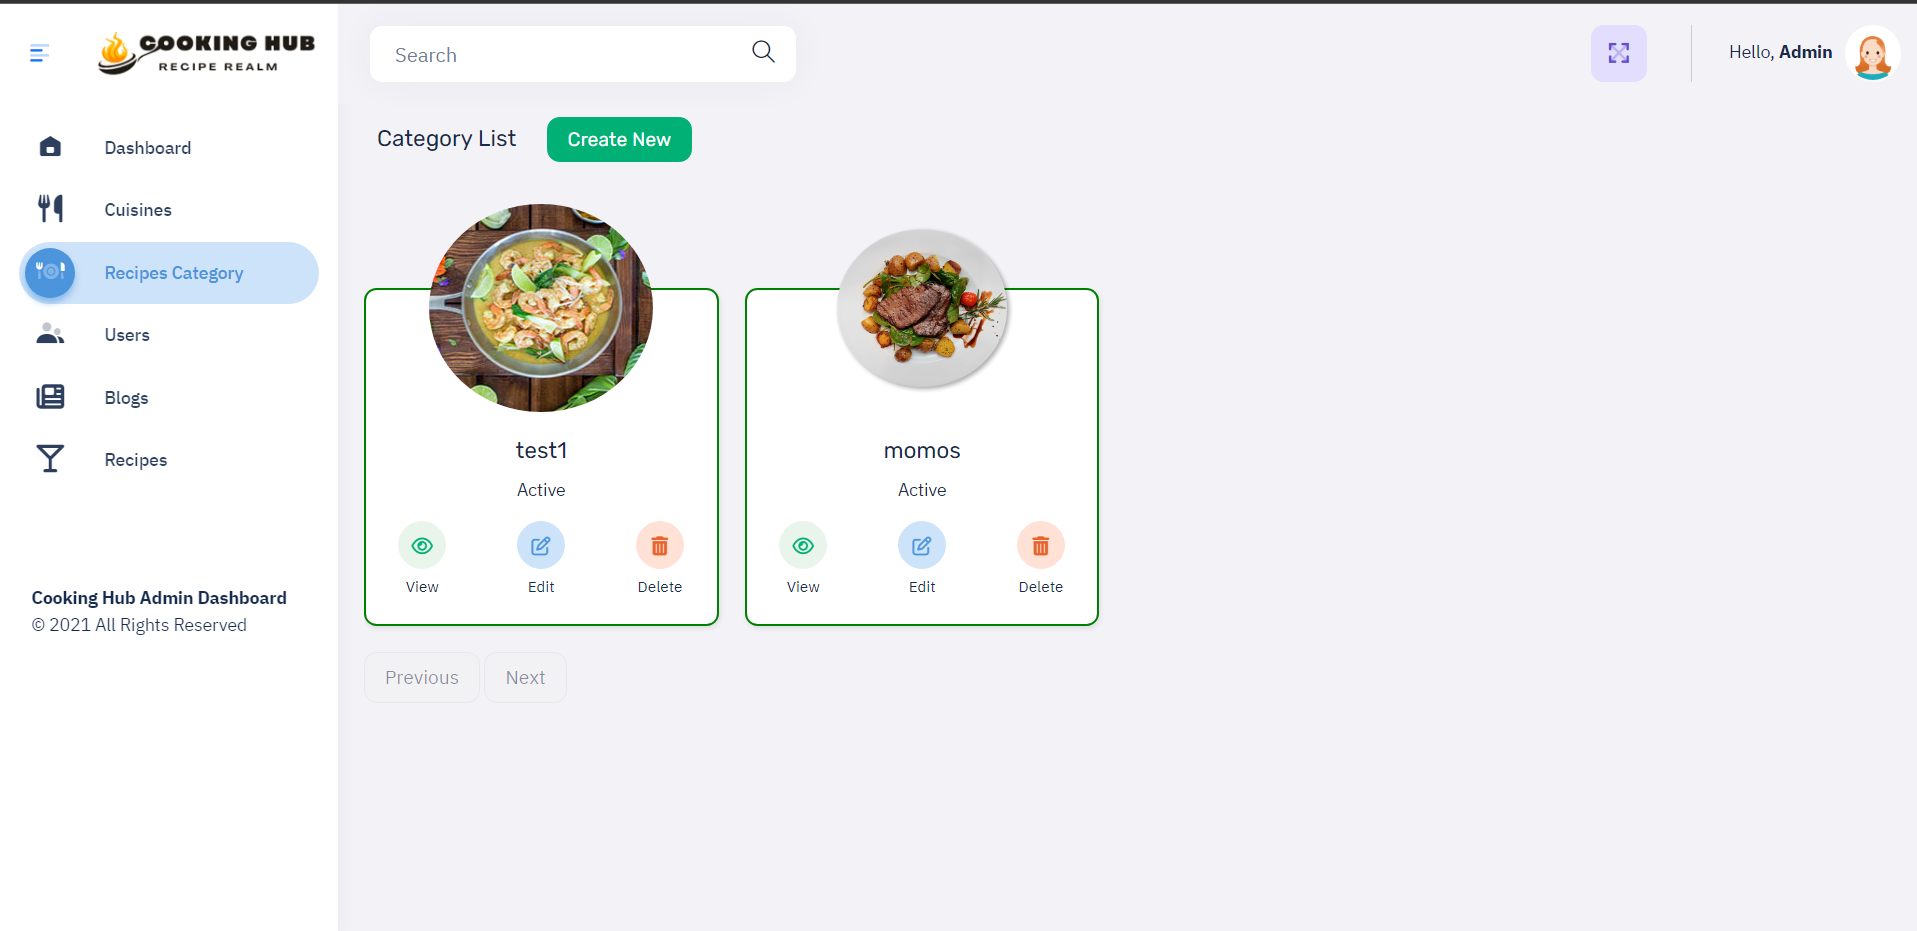 COOKING HUB
RECIPE REALM
Search
Hello, Admin
Dashboard
Cuisines
Recipes Category
Users
Blogs
Recipes
Cooking Hub Admin Dashboard
© 2021 All Rights Reserved
Category List
Create New
test1
Active
View
Edit
Delete
momos
Active
View
Edit
Delete
Previous
Next